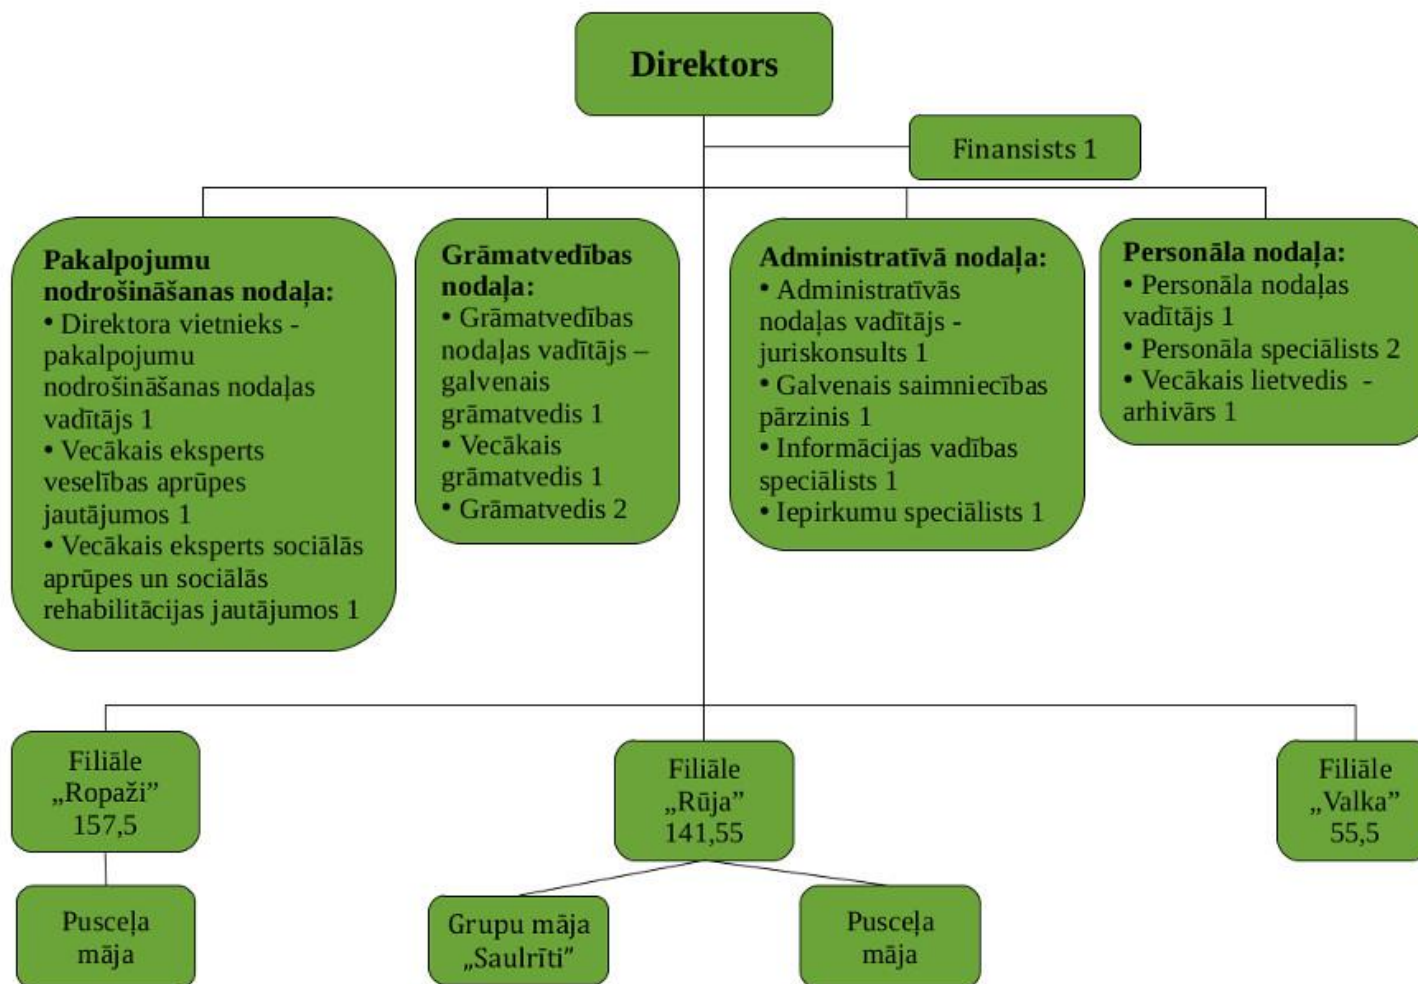 Direktors
Finansists 1
Pakalpojumu
nodrošināšanas nodaļa:
• Direktora vietnieks -
pakalpojumu
nodrošināšanas nodaļas
vadītājs 1
• Vecākais eksperts
veselības aprūpes
jautājumos 1
• Vecākais eksperts sociālās
aprūpes un sociālās
rehabilitācijas jautājumos 1
Grāmatvedības
nodaļa:
• Grāmatvedības
nodaļas vadītājs –
galvenais
grāmatvedis 1
• Vecākais
grāmatvedis 1
• Grāmatvedis 2
Administratīvā nodaļa:
• Administratīvās
nodaļas vadītājs -
juriskonsults 1
• Galvenais saimniecības
pārzinis 1
• Informācijas vadības
speciālists 1
• Iepirkumu speciālists 1
Personāla nodaļa:
• Personāla nodaļas
vadītājs 1
• Personāla speciālists 2
• Vecākais lietvedis -
arhivārs 1
Filiāle
„Ropaži”
157,5
Filiāle
„Rūja”
141,55
Filiāle
„Valka”
55,5
Pusceļa
māja
Grupu māja
„Saulrīti”
Pusceļa
māja